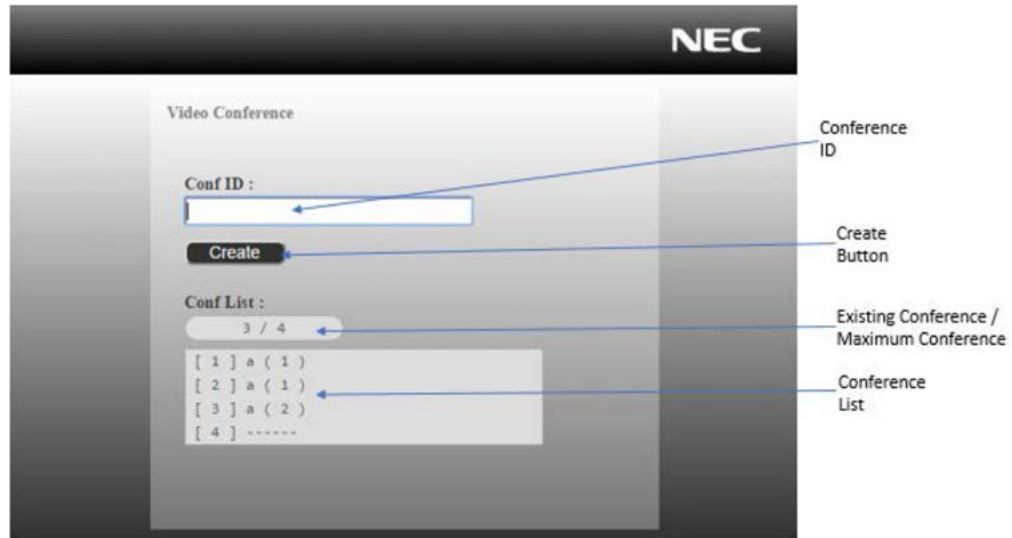 NEC
Video Conference
Conference
ID
Conf ID :
Create
Create
Button
Conf List :
3 / 4
Existing Conference /
Maximum Conference
[ 1 ] a ( 1 )
[ 2 ] a ( 1 )
[ 3 ] a ( 2 )
[ 4 ] ------
Conference
List